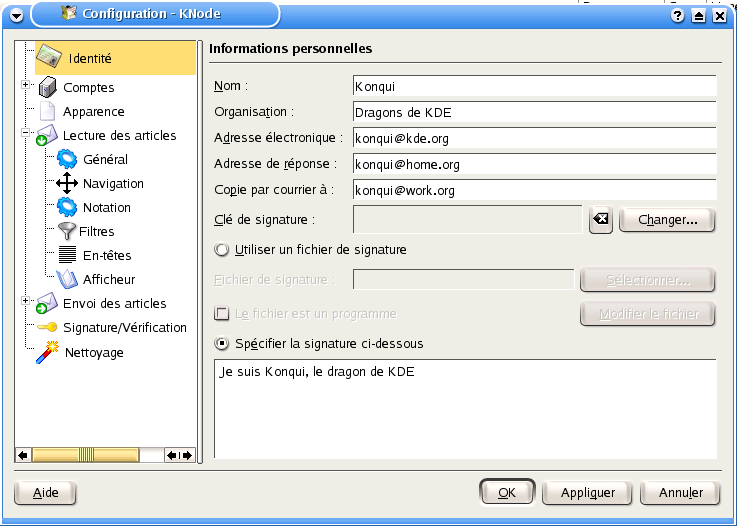 Configuration - KNode
Identité
Comptes
Apparence
Lecture des articles
Général
Navigation
Notation
Filtres
En-têtes
Afficheur
Envoi des articles
Signature/Vérification
Nettoyage
Informations personnelles
Nom : Konqui
Organisation : Dragons de KDE
Adresse électronique : konqui@kde.org
Adresse de réponse : konqui@home.org
Copie par courrier à : konqui@work.org
Clé de signature : Changer...
Utiliser un fichier de signature
Fichier de signature : Sélectionner...
Le fichier est un programme Modifier le fichier
Spécifier la signature ci-dessous
Je suis Konqui, le dragon de KDE
Aide OK Appliquer Annuler